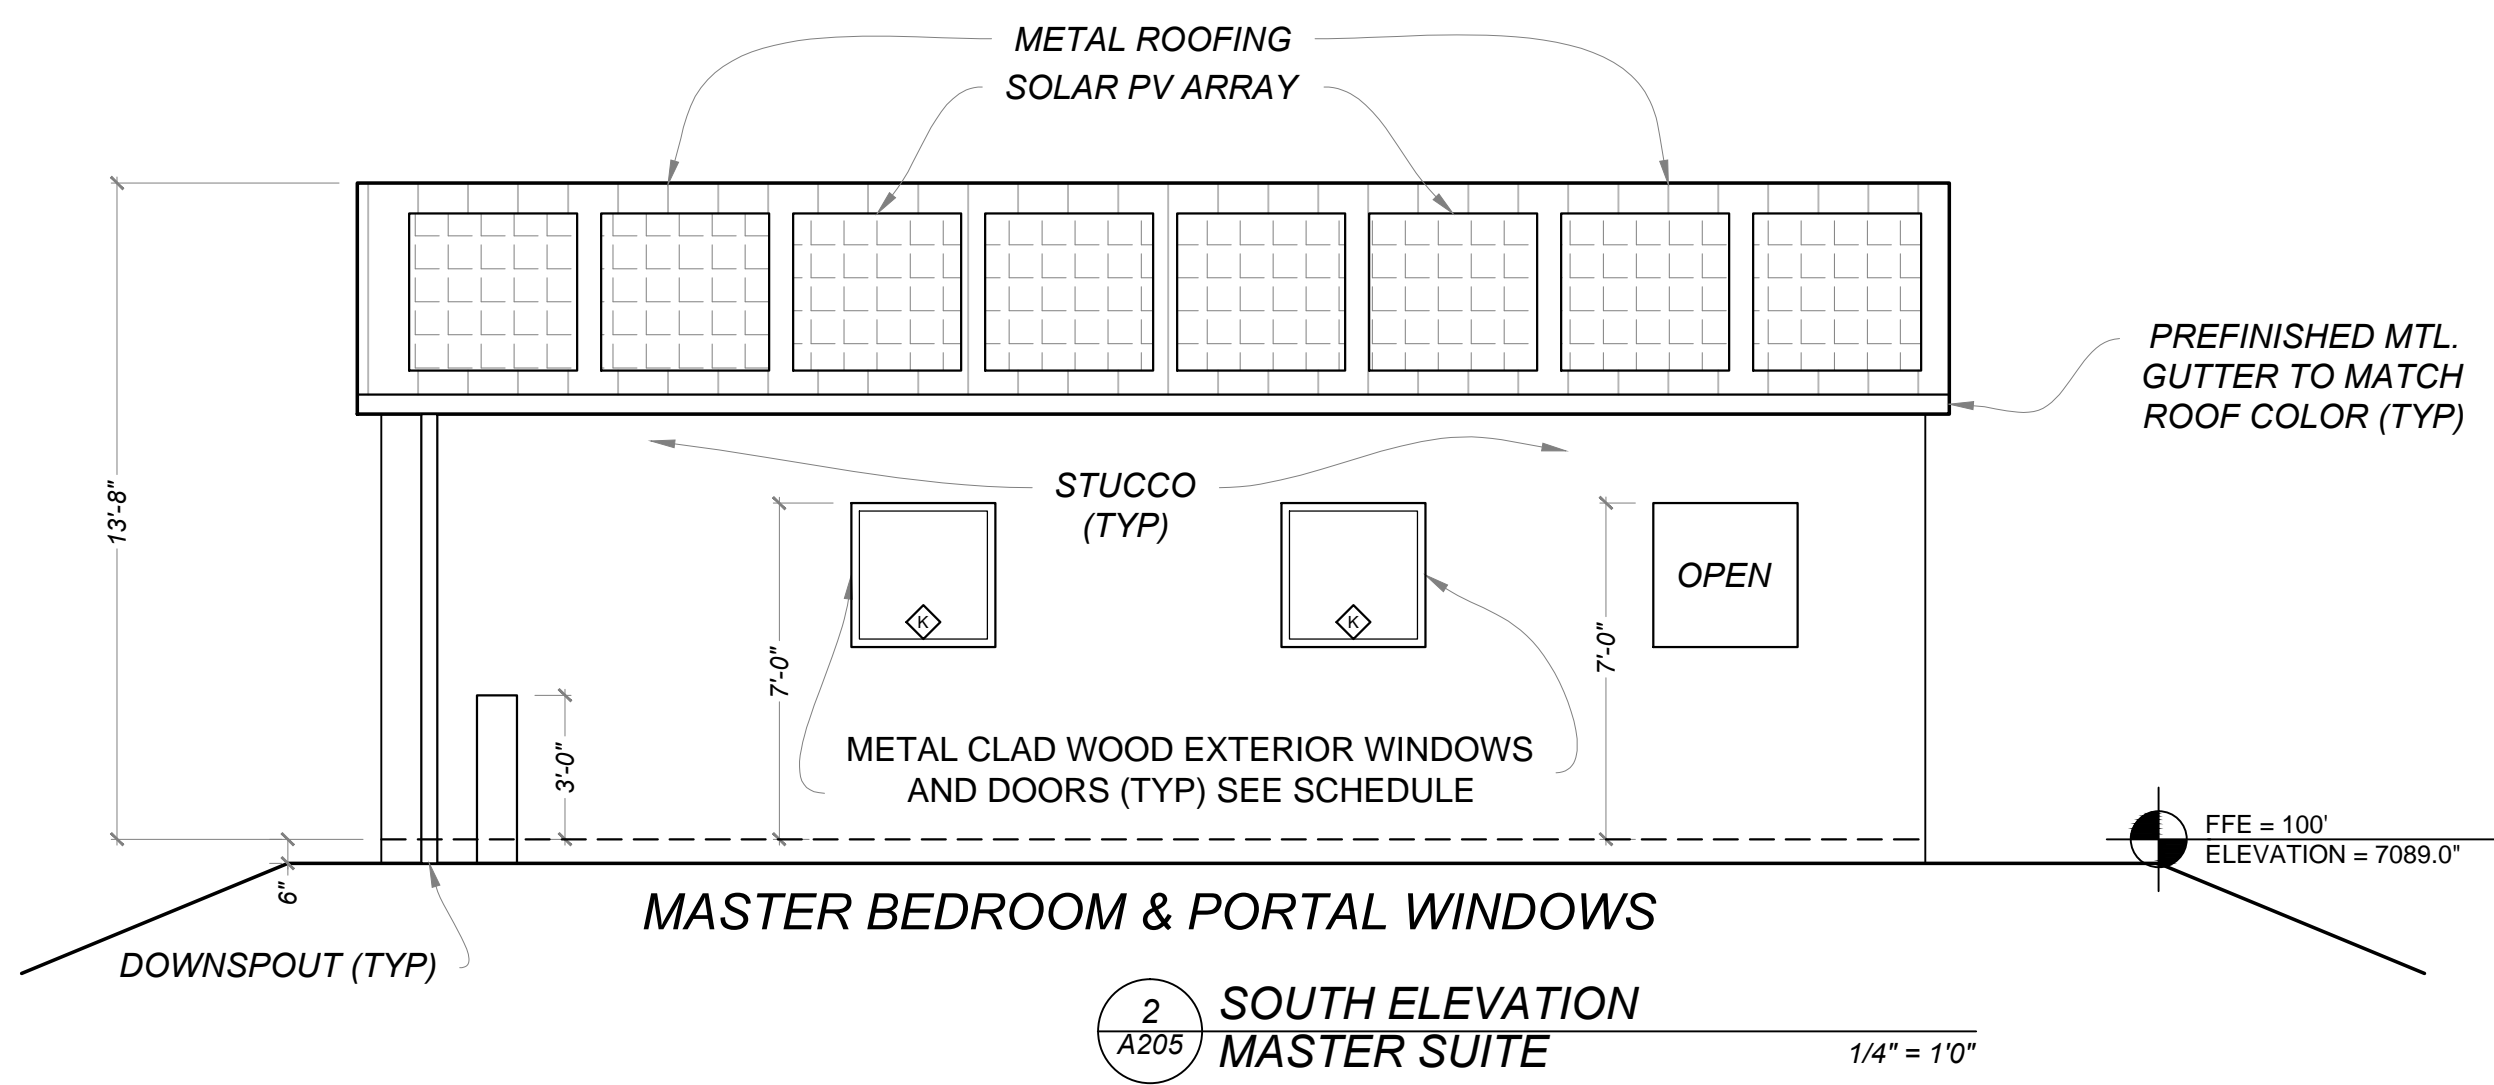 METAL ROOFING
SOLAR PV ARRAY
PREFINISHED MTL.
GUTTER TO MATCH
ROOF COLOR (TYP)
13'-8"
STUCCO
(TYP)
7'-0"
K
K
7'-0"
OPEN
3'-0"
METAL CLAD WOOD EXTERIOR WINDOWS
AND DOORS (TYP) SEE SCHEDULE
FFE = 100'
ELEVATION = 7089.0"
6"
MASTER BEDROOM & PORTAL WINDOWS
DOWNSPOUT (TYP)
2
A205
SOUTH ELEVATION
MASTER SUITE
1/4" = 1'0"